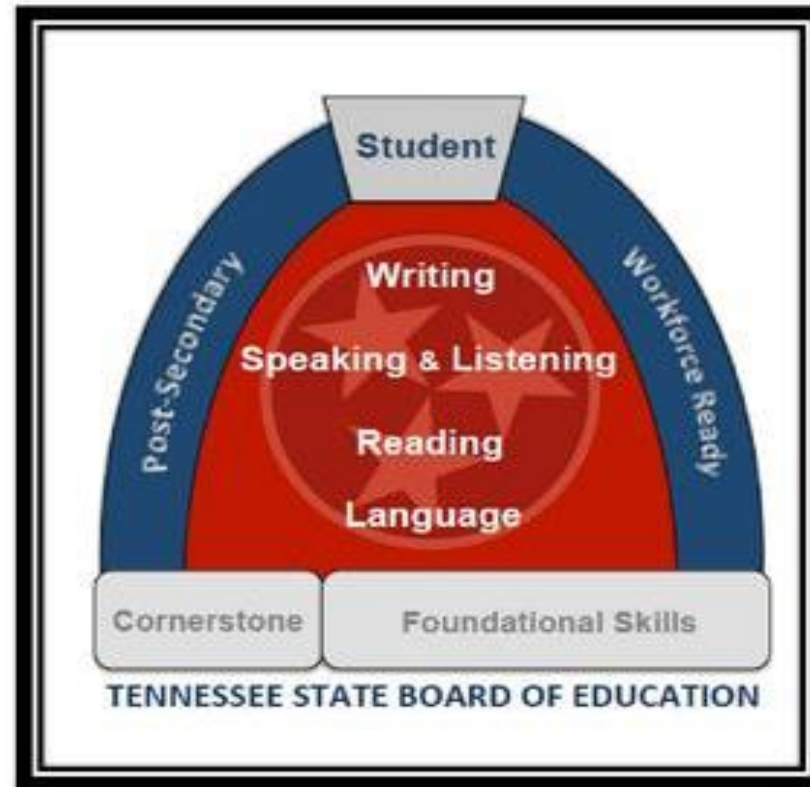 Student
Post-Secondary
Workforce Ready
Writing
Speaking & Listening
Reading
Language
Cornerstone
Foundational Skills
TENNESSEE STATE BOARD OF EDUCATION